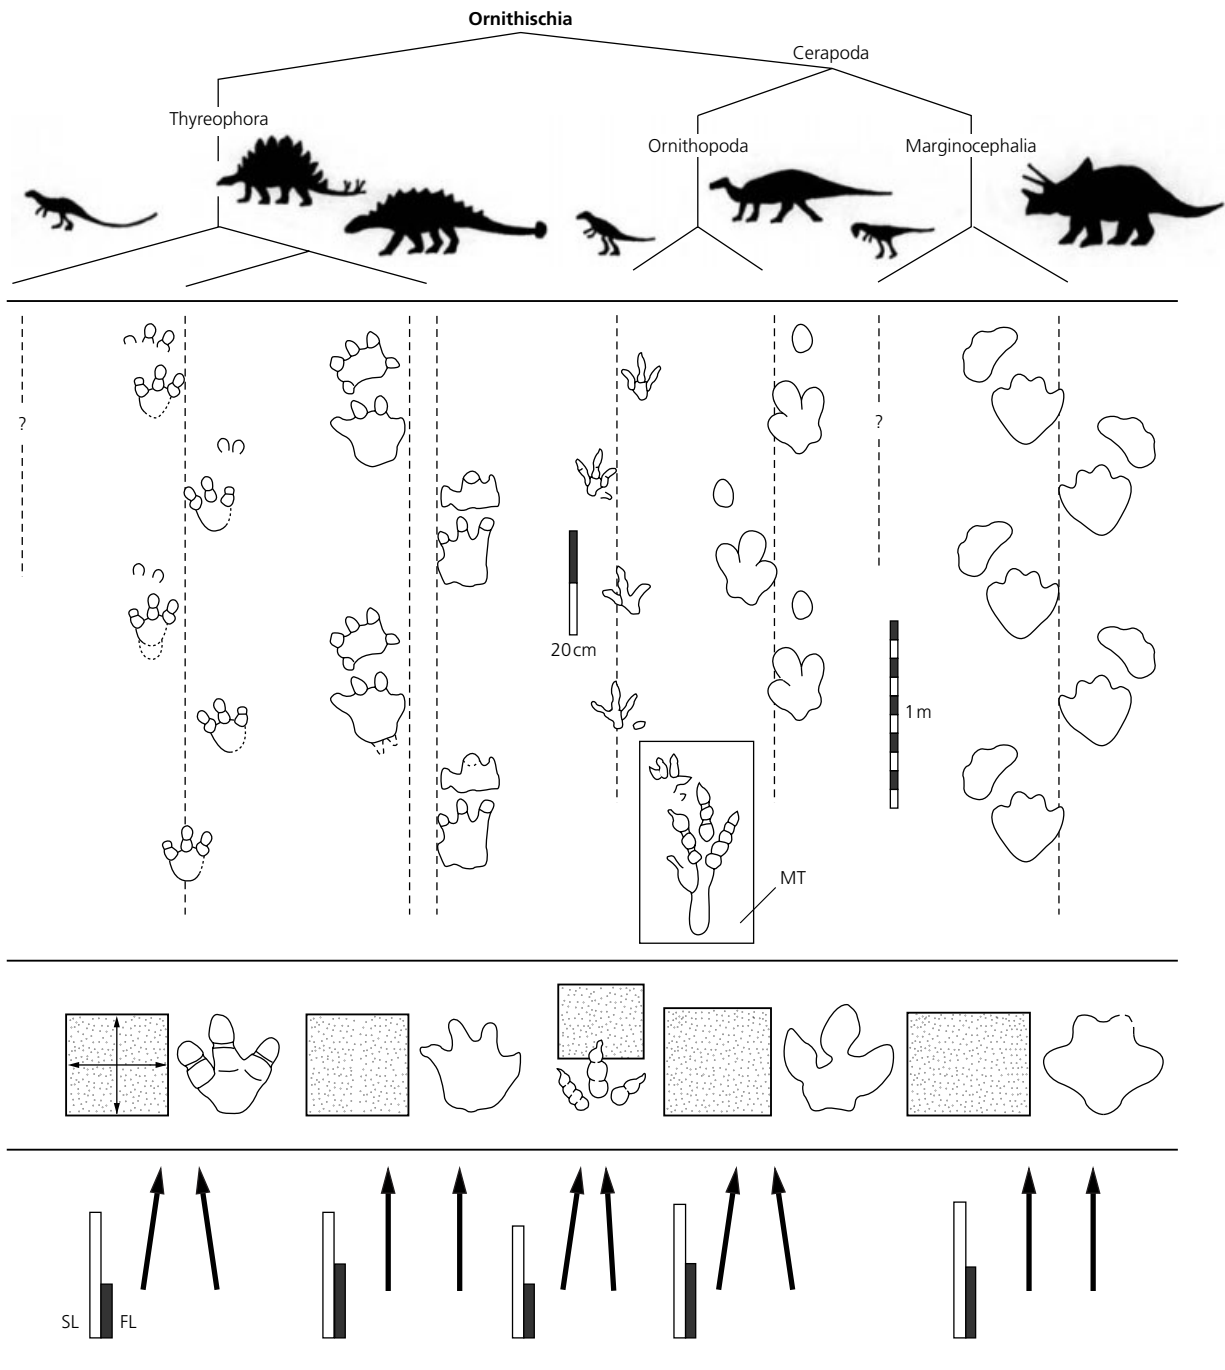 Ornithischia
Cerapoda
Thyreophora
Ornithopoda
Marginocephalia
?
?
20 cm
1 m
MT
SL
FL